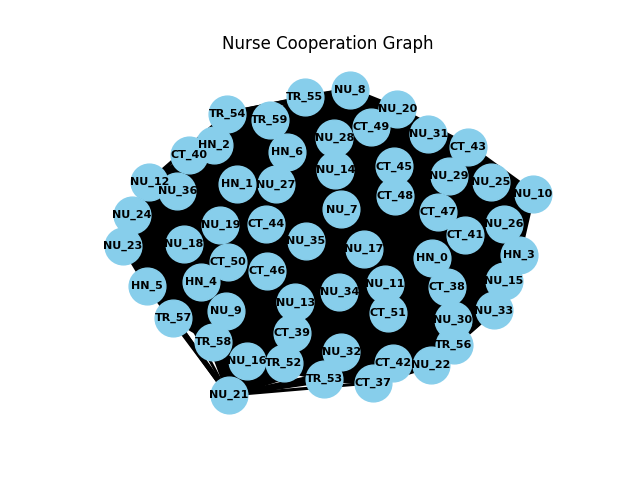 Nurse Cooperation Graph
NU_8
TR_55
NU_20
TR_54
TR_59
CT_49
NU_31
NU_28
HN_2
CT_43
HN_6
CT_40
CT_45
NU_14
NU_29
NU_12
NU_25
HN_1
NU_27
NU_36
NU_10
CT_48
NU_7
CT_47
NU_24
NU_26
NU_19
CT_44
CT_41
NU_35
NU_18
NU_23
NU_17
HN_3
HN_0
CT_50
CT_46
HN_4
NU_15
NU_11
HN_5
CT_38
NU_34
NU_13
NU_9
NU_33
CT_51
TR_57
NU_30
CT_39
TR_58
TR_56
NU_32
NU_16
TR_52
CT_42
NU_22
TR_53
CT_37
NU_21